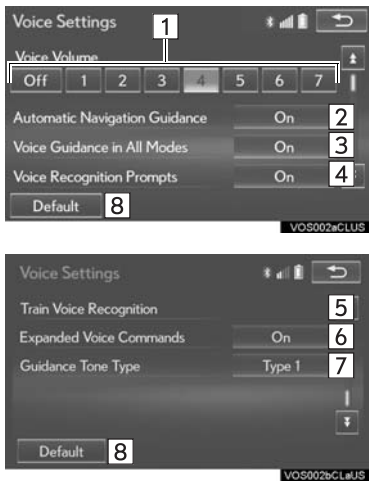 Voice Settings
1
Voice Volume
Off 1 2 3 4 5 6 7
Automatic Navigation Guidance On 2
Voice Guidance in All Modes On 3
Voice Recognition Prompts On 4
Default 8
VOS002aCLUS
Voice Settings
Train Voice Recognition 5
Expanded Voice Commands On 6
Guidance Tone Type Type 1 7
Default 8
VOS002bCLaUS